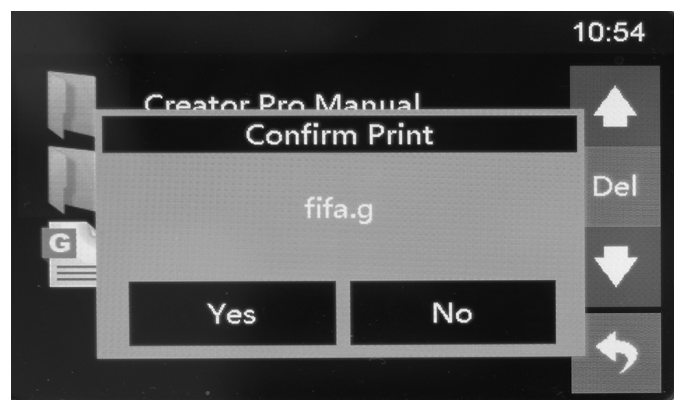 10:54
Creator Pro Manual
Confirm Print
Del
fifa.g
G
Yes
No